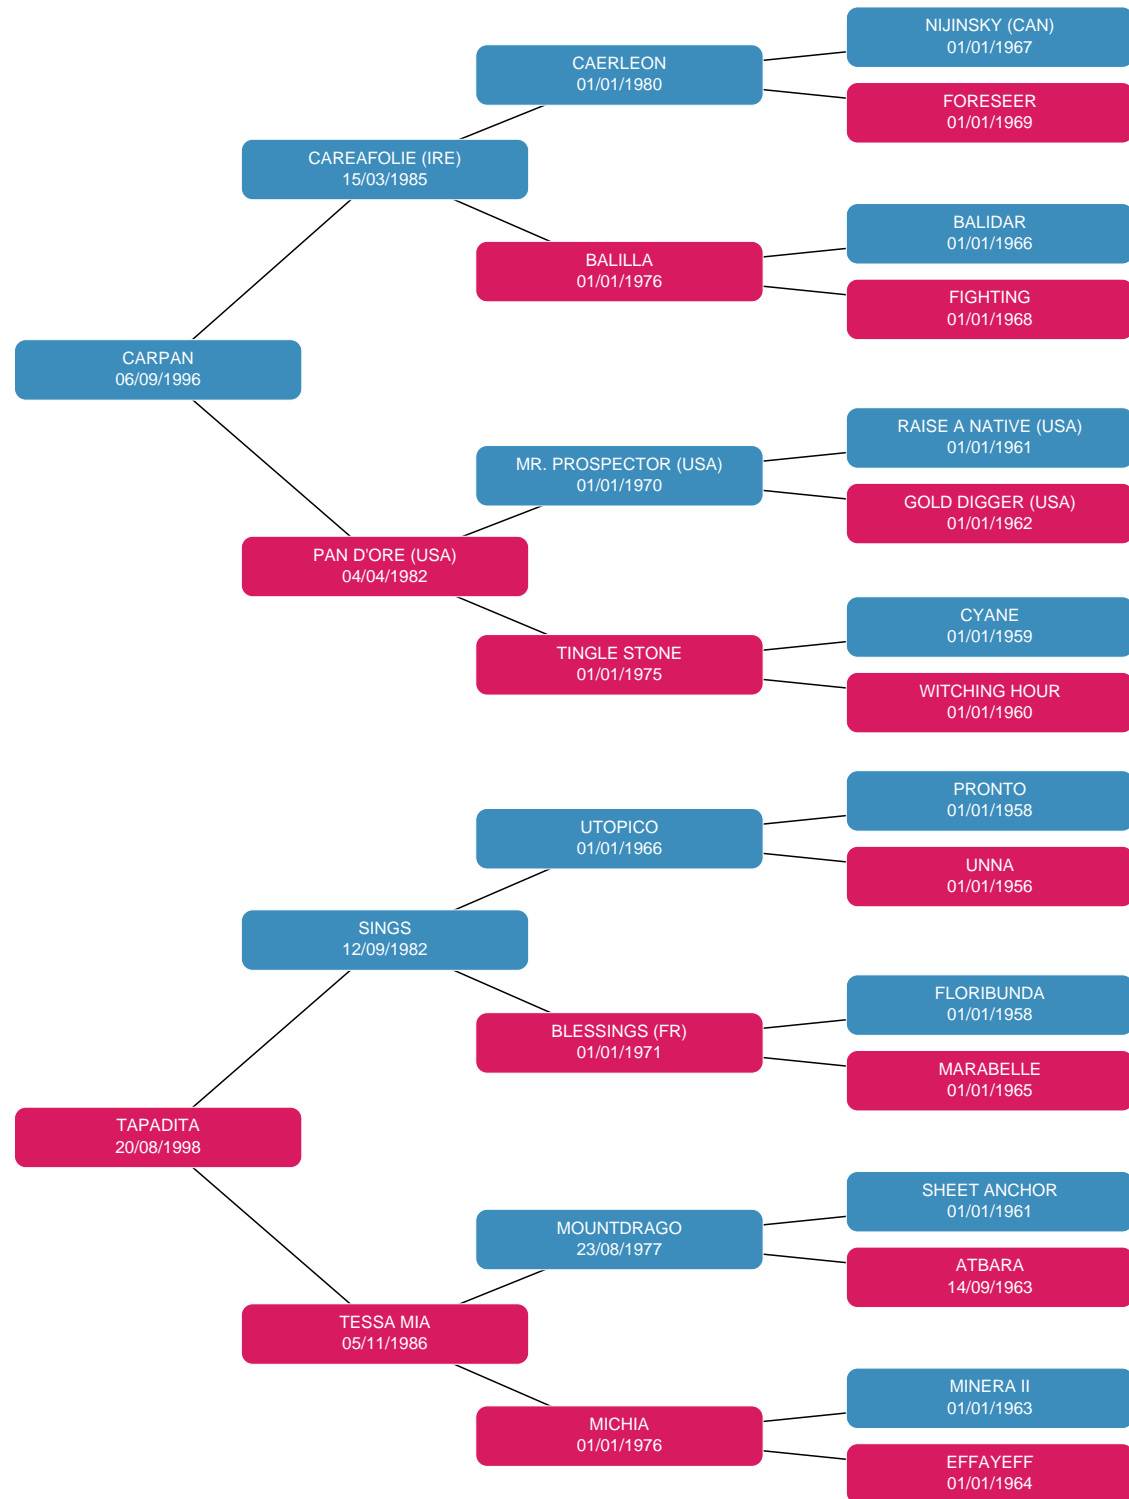 NIJINSKY (CAN)
01/01/1967
CAERLEON
01/01/1980
FORESEER
01/01/1969
CAREAFOLIE (IRE)
15/03/1985
BALIDAR
01/01/1966
BALILLA
01/01/1976
FIGHTING
01/01/1968
CARPAN
06/09/1996
RAISE A NATIVE (USA)
01/01/1961
MR. PROSPECTOR (USA)
01/01/1970
GOLD DIGGER (USA)
01/01/1962
PAN D'ORE (USA)
04/04/1982
CYANE
01/01/1959
TINGLE STONE
01/01/1975
WITCHING HOUR
01/01/1960
PRONTO
01/01/1958
UTOPICO
01/01/1966
UNNA
01/01/1956
SINGS
12/09/1982
FLORIBUNDA
01/01/1958
BLESSINGS (FR)
01/01/1971
MARABELLE
01/01/1965
TAPADITA
20/08/1998
SHEET ANCHOR
01/01/1961
MOUNTDRAGO
23/08/1977
ATBARA
14/09/1963
TESSA MIA
05/11/1986
MINERA II
01/01/1963
MICHIA
01/01/1976
EFFAYEFF
01/01/1964